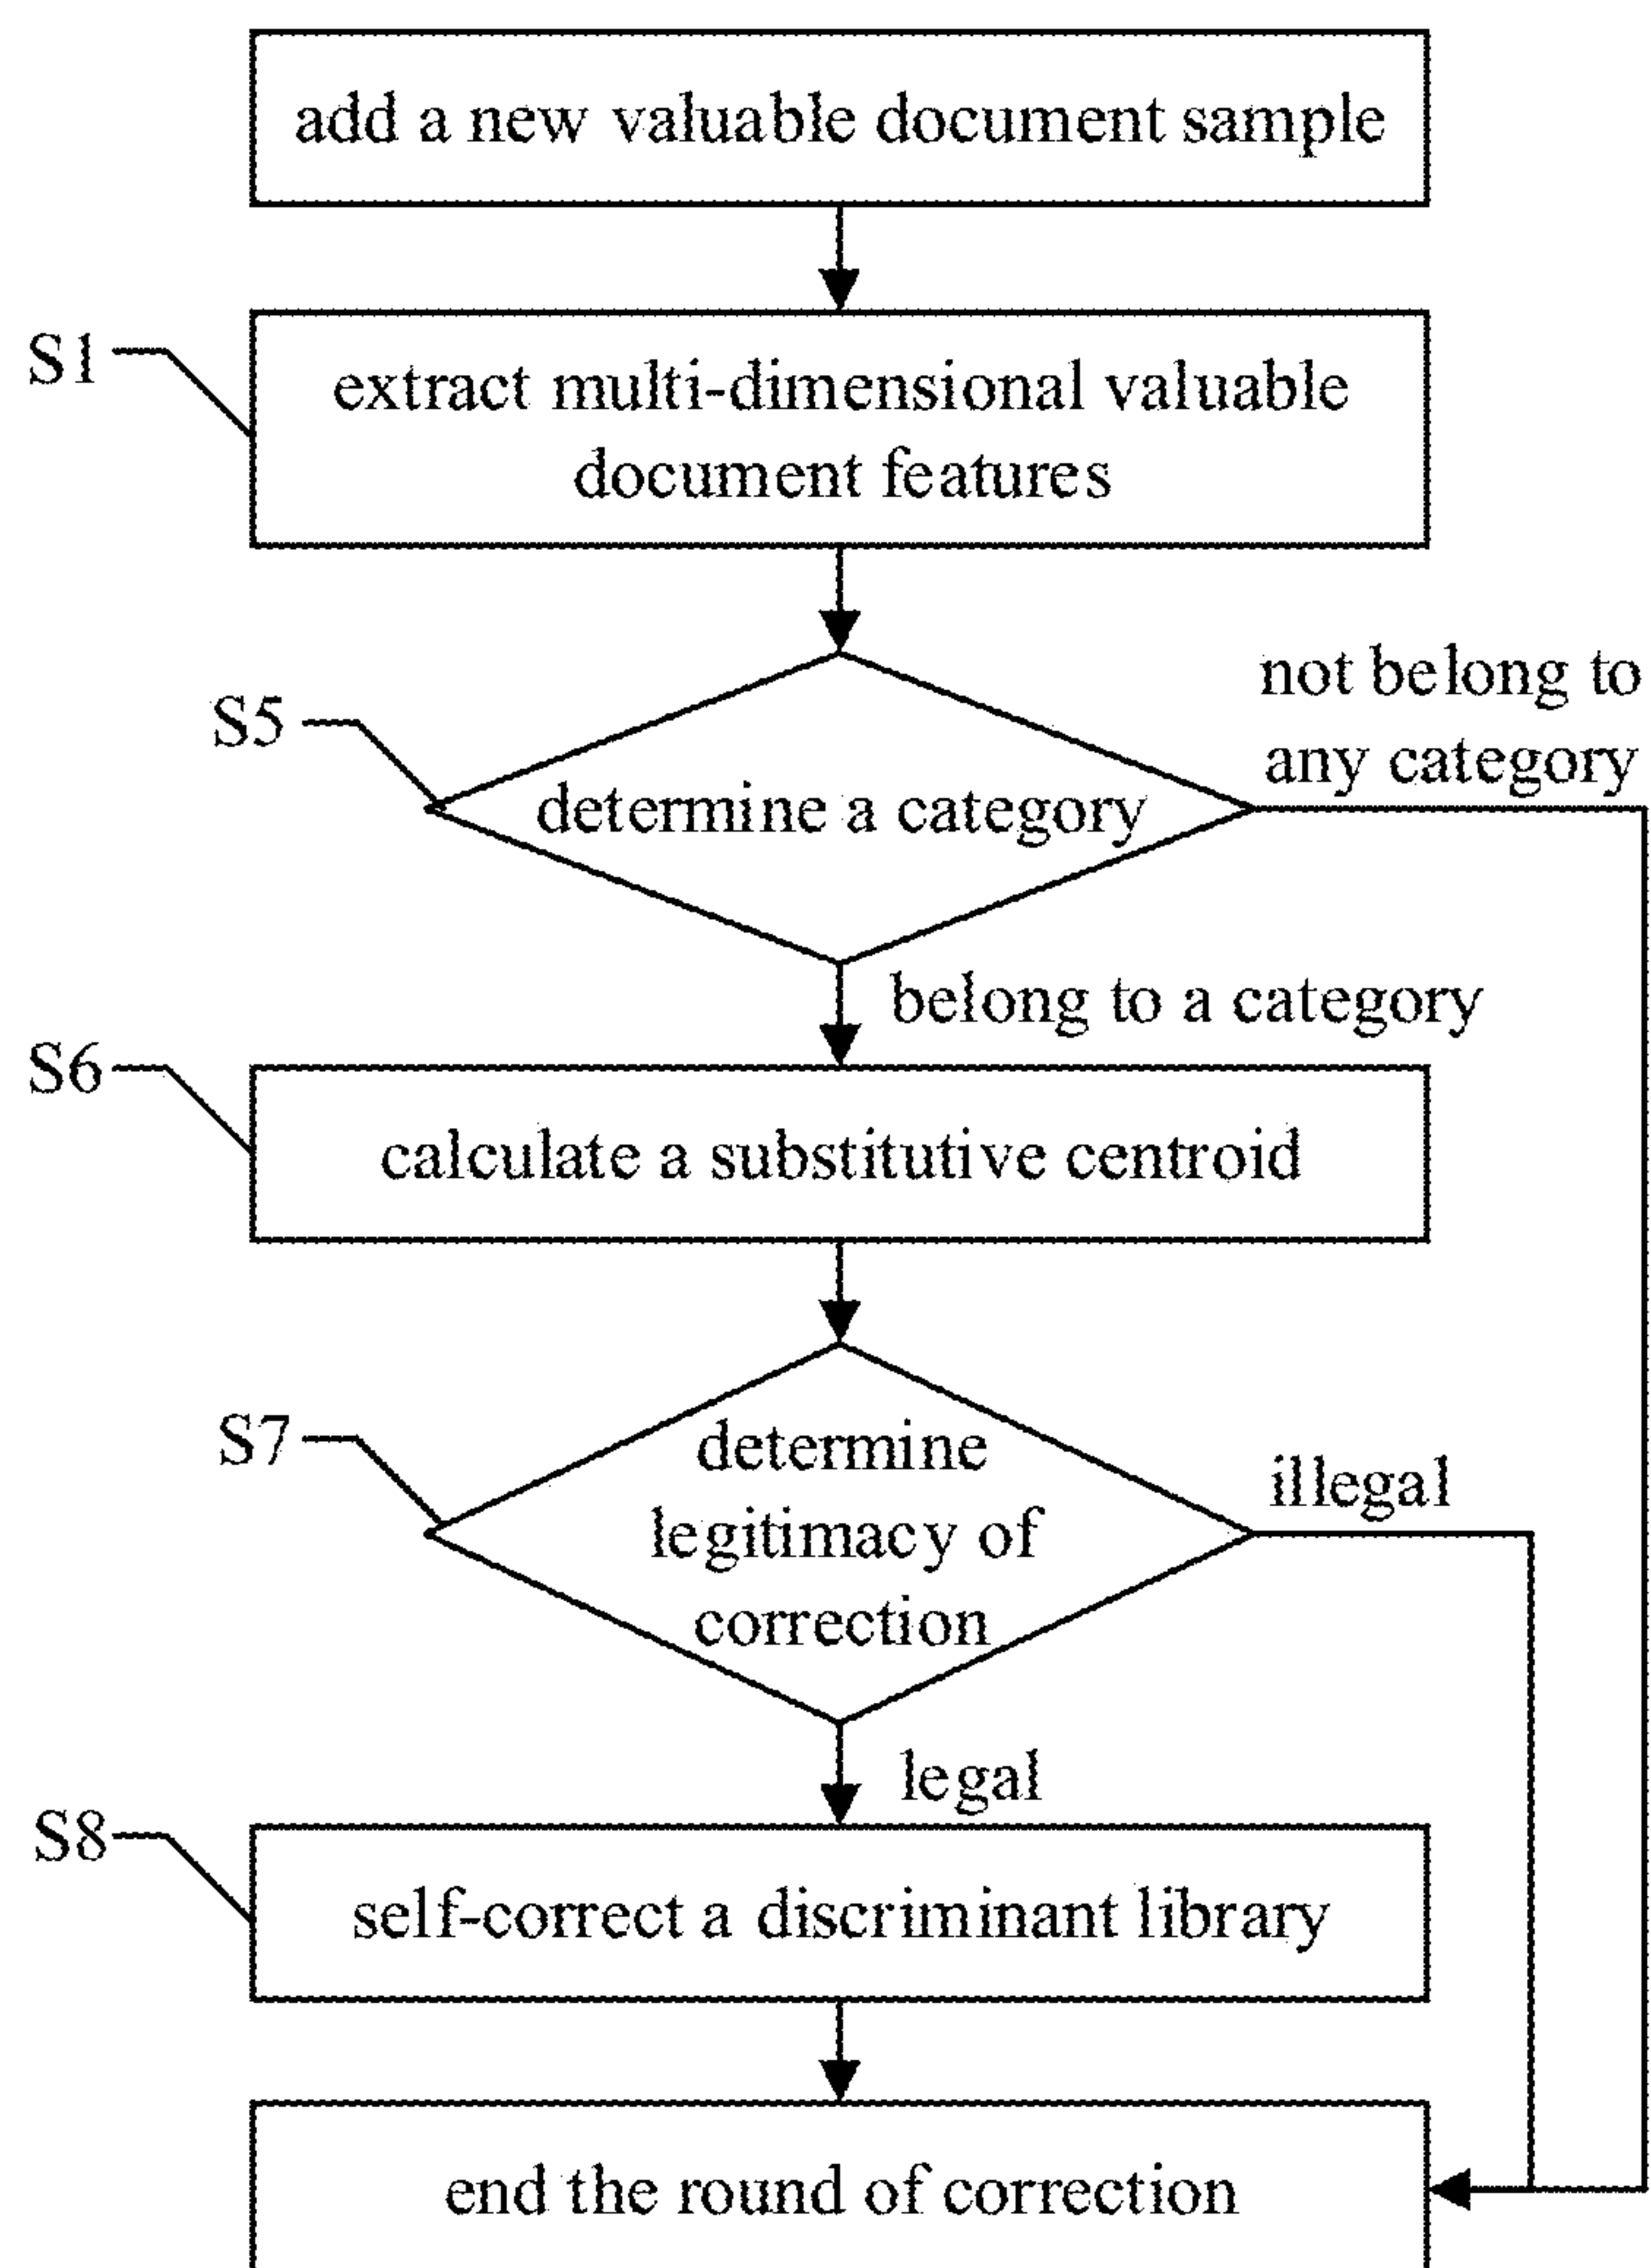 add a new valuable document sample
S1
extract multi-dimensional valuable
document features
not belong to
any category
S5
determine a category
belong to a category
S6
calculate a substitutive centroid
S7
determine
legitimacy of
correction
illegal
legal
S8
self-correct a discriminant library
end the round of correction